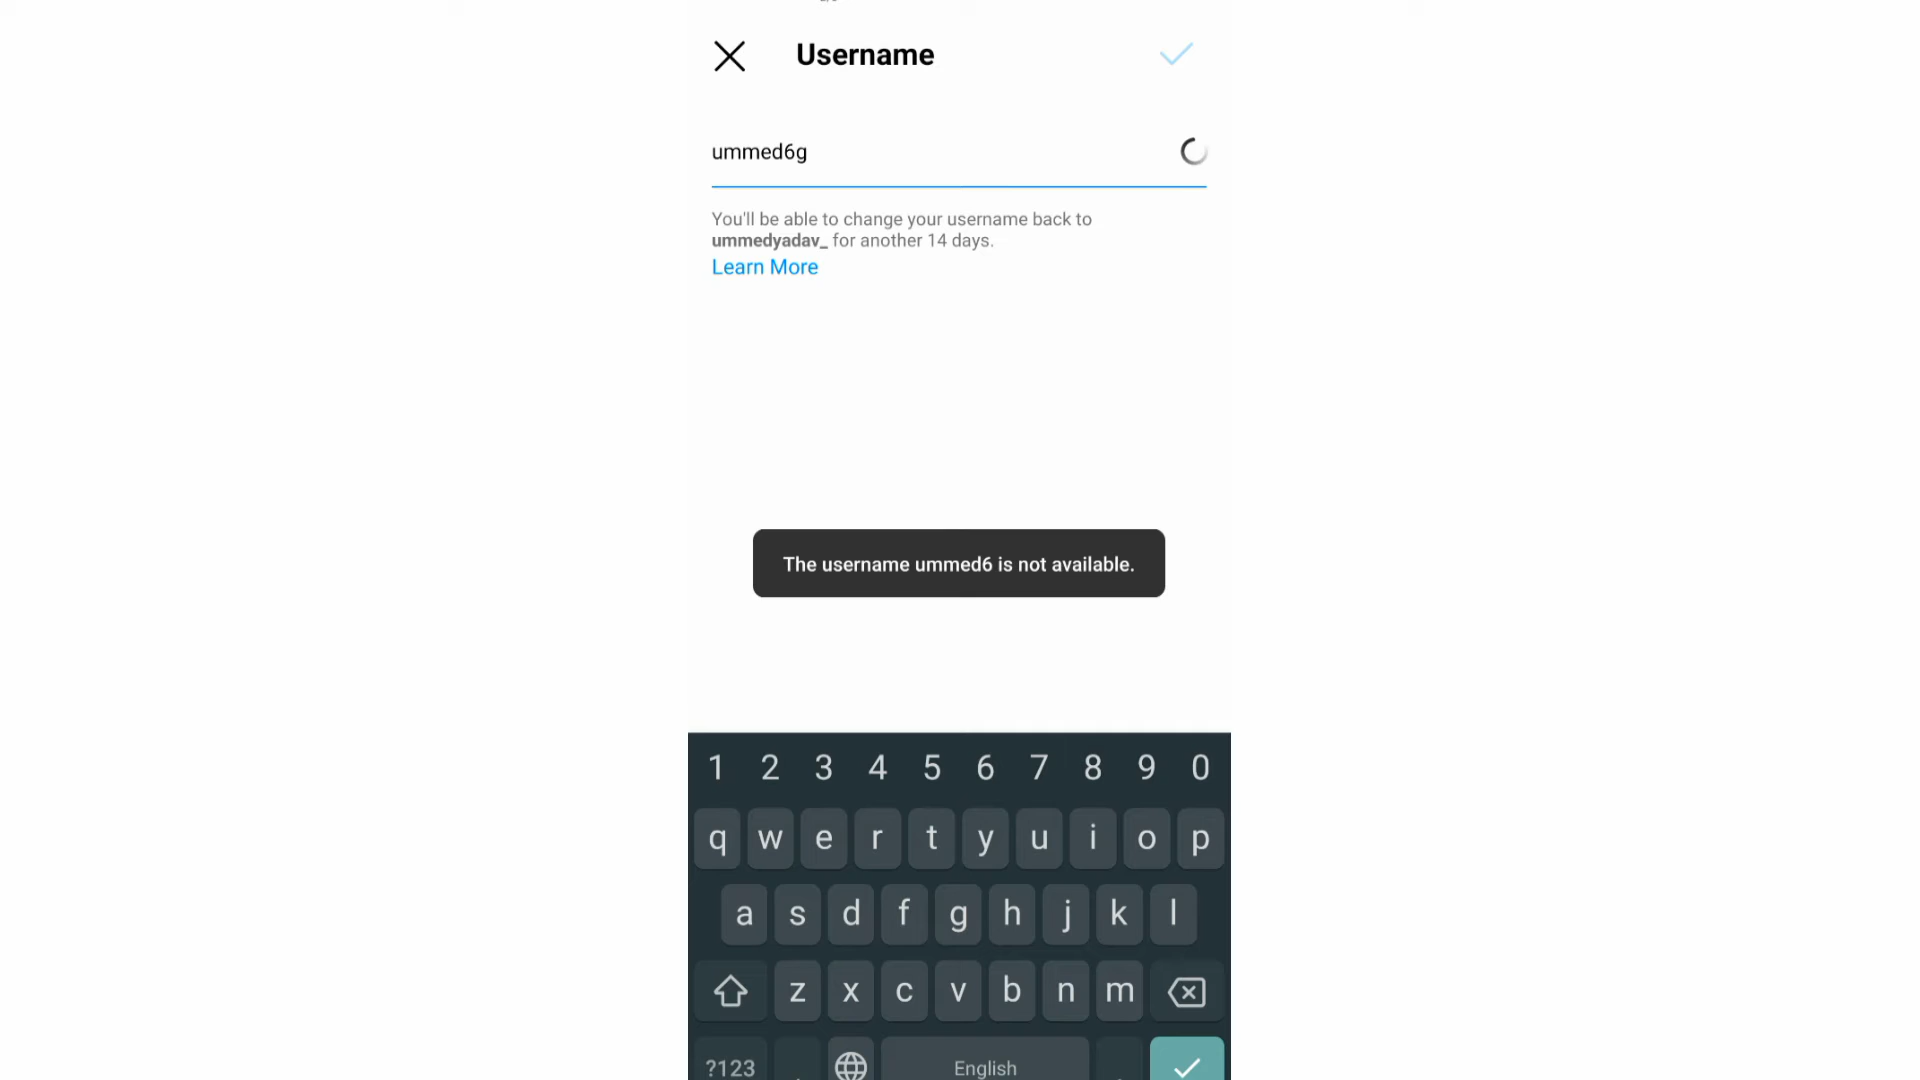 Username
ummed6g
You'll be able to change your username back to
ummedyadav_ for another 14 days.
Learn More
The username ummed6 is not available.
1 2 3 4 5 6 7 8 9 0
q w e r t y u i o p
a s d f g h j k l
z x c v b n m
?123 , English .